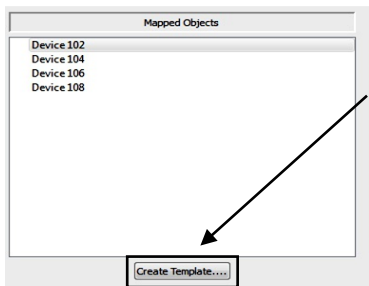 Mapped Objects
Device 102
Device 104
Device 106
Device 108
Create Template....